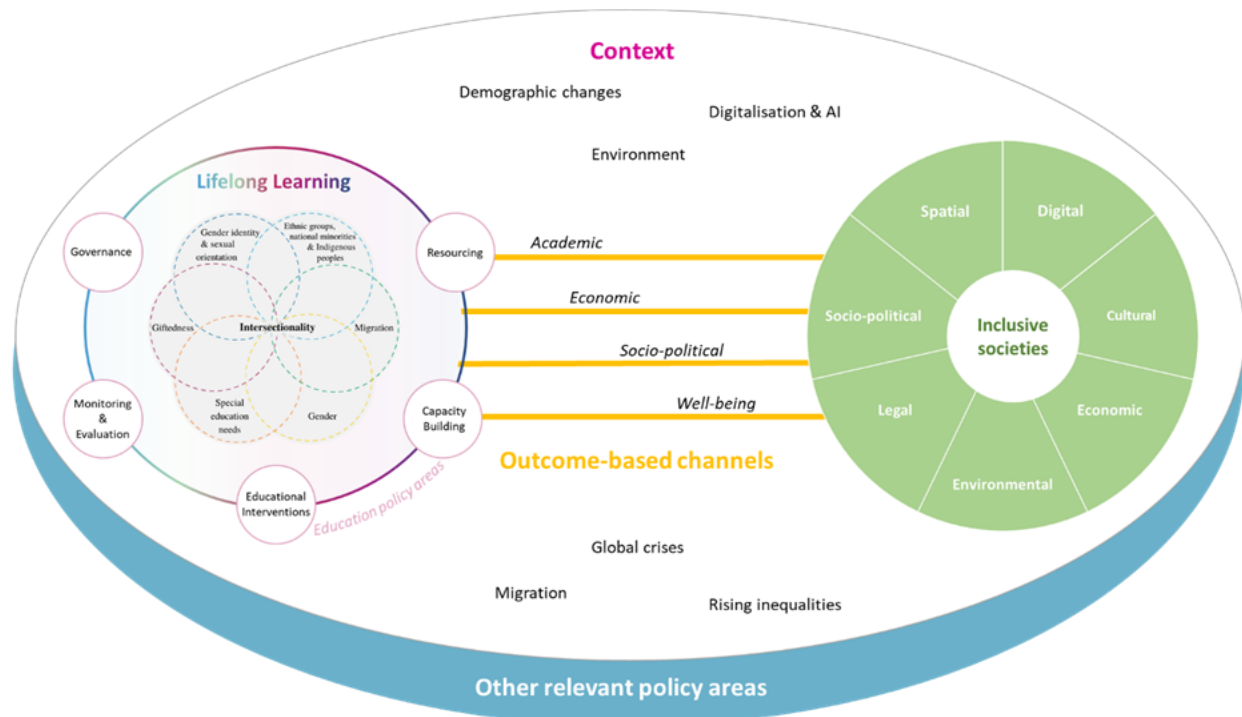 Context
Demographic changes
Digitalisation & AI
Environment
Lifelong Learning
Governance
Resourcing
Monitoring
&
Evaluation
Capacity
Building
Educational
Interventions
Education policy areas
Gender identity
& sexual
orientation
Ethnic groups,
national minorities
& Indigenous
peoples
Giftedness
Intersectionality
Migration
Special
education
needs
Gender
Academic
Economic
Socio-political
Well-being
Outcome-based channels
Spatial
Digital
Socio-political
Cultural
Inclusive
societies
Legal
Economic
Environmental
Global crises
Migration
Rising inequalities
Other relevant policy areas